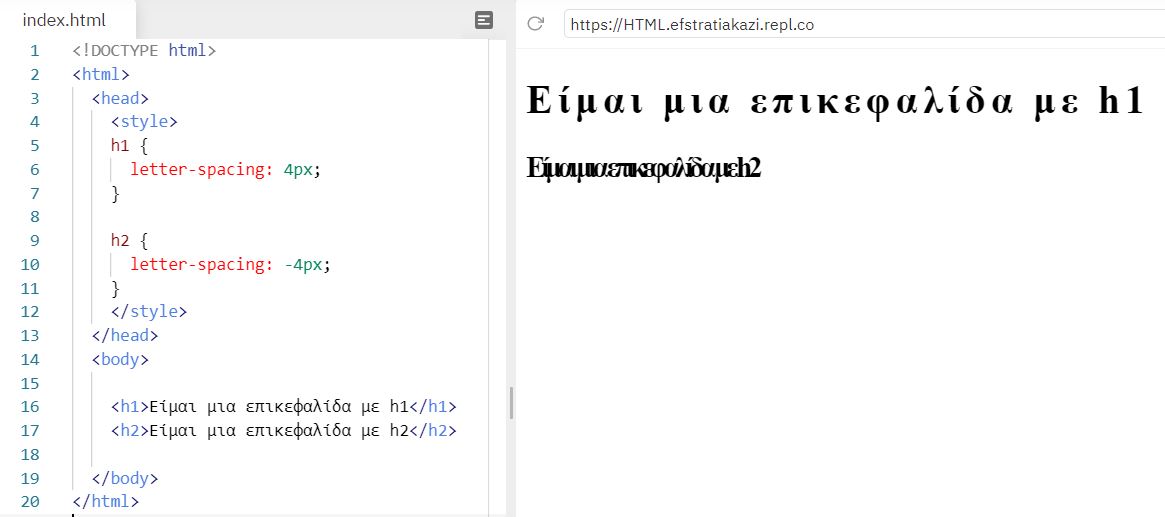 index.html
https://HTML.efstratiakazi.repl.co
1 <!DOCTYPE html>
2 <html>
3 <head>
4 <style>
5 h1 {
6 letter-spacing: 4px;
7 }
8
9 h2 {
10 letter-spacing: -4px;
11 }
12 </style>
13 </head>
14 <body>
15
16 <h1>Είμαι μια επικεφαλίδα με h1</h1>
17 <h2>Είμαι μια επικεφαλίδα με h2</h2>
18
19 </body>
20 </html>
Είμαι μια επικεφαλίδα με h1
Είμαι μια επικεφαλίδα με h2